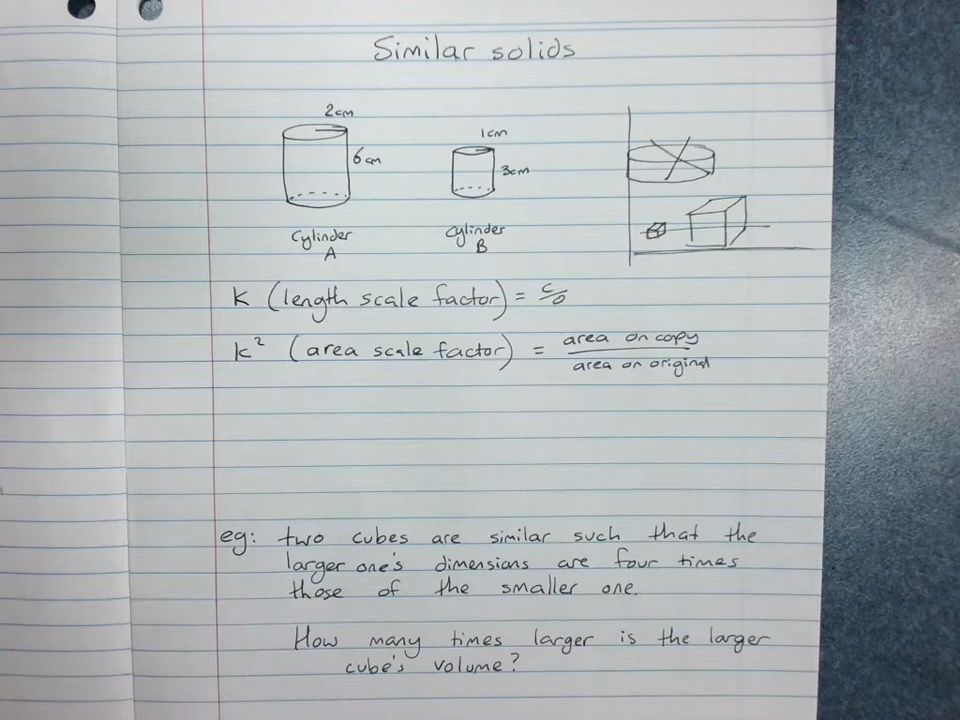 Similar solids
2cm
6cm
1cm
3cm
Cylinder
A
Cylinder
B
K (length scale factor) = c/o
K² (area scale factor) = area on copy
area on original
eg: two cubes are similar such that the
larger one's dimensions are four times
those of the smaller one.
How many times larger is the larger
cube's volume?